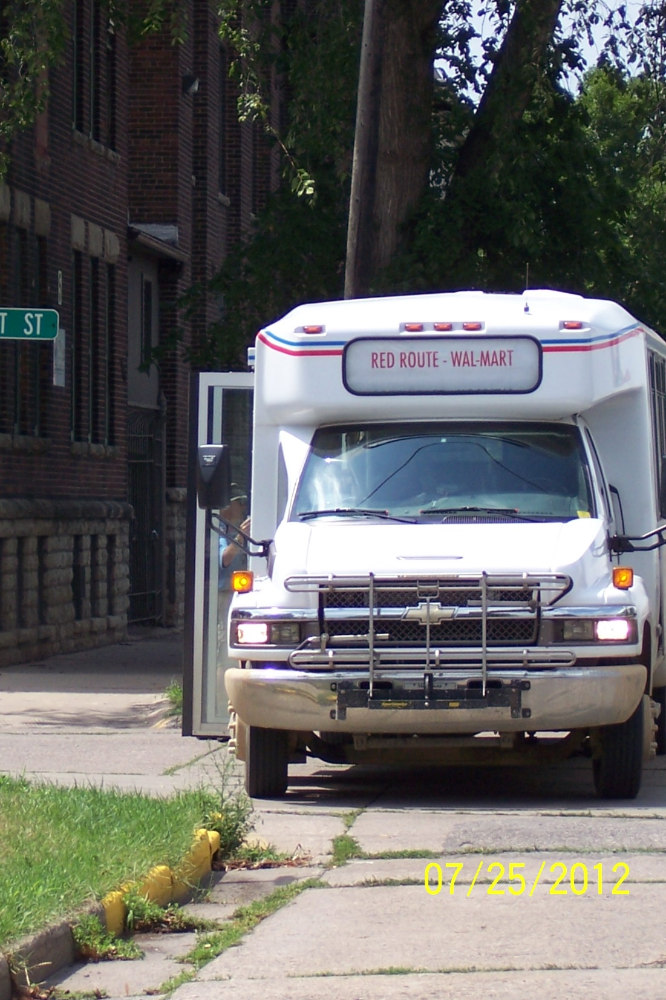 T ST
RED ROUTE - WAL-MART
07/25/2012